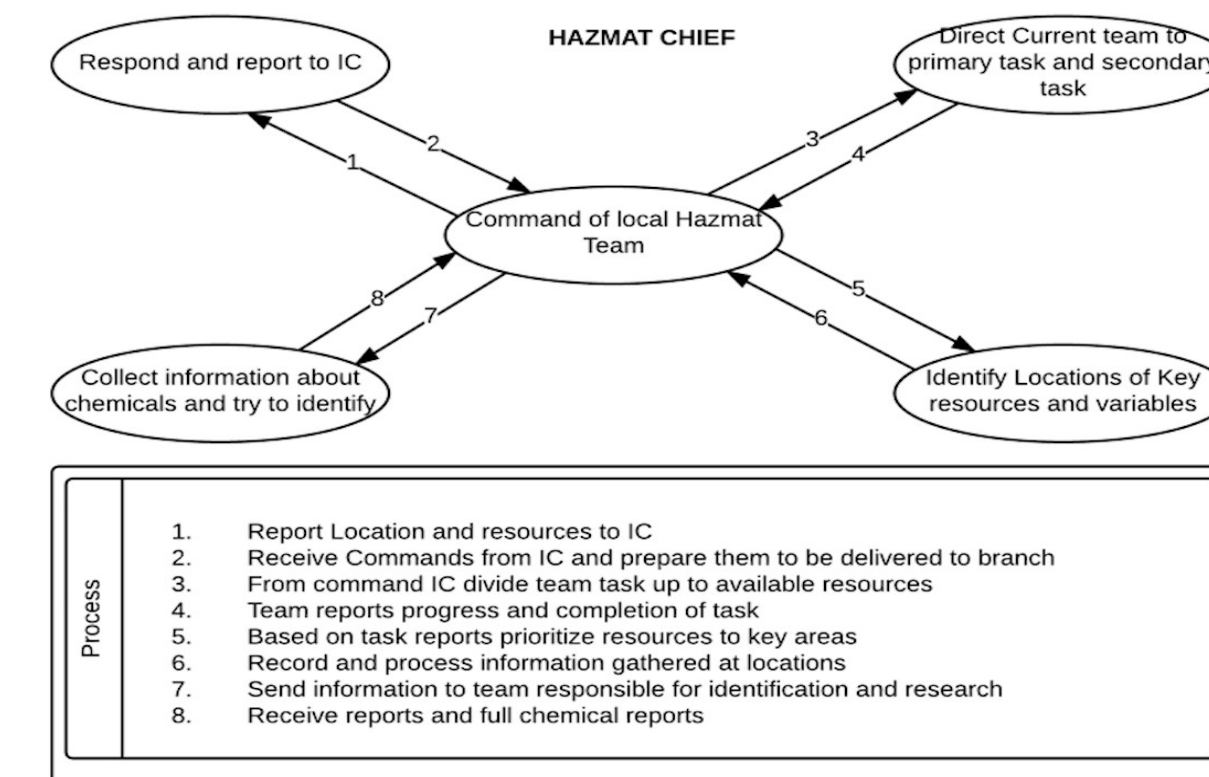 HAZMAT CHIEF
Respond and report to IC
Direct Current team to
primary task and secondary
task
1
2
3
4
Command of local Hazmat
Team
5
6
7
8
Collect information about
chemicals and try to identify
Identify Locations of Key
resources and variables
Process
1. Report Location and resources to IC
2. Receive Commands from IC and prepare them to be delivered to branch
3. From command IC divide team task up to available resources
4. Team reports progress and completion of task
5. Based on task reports prioritize resources to key areas
6. Record and process information gathered at locations
7. Send information to team responsible for identification and research
8. Receive reports and full chemical reports